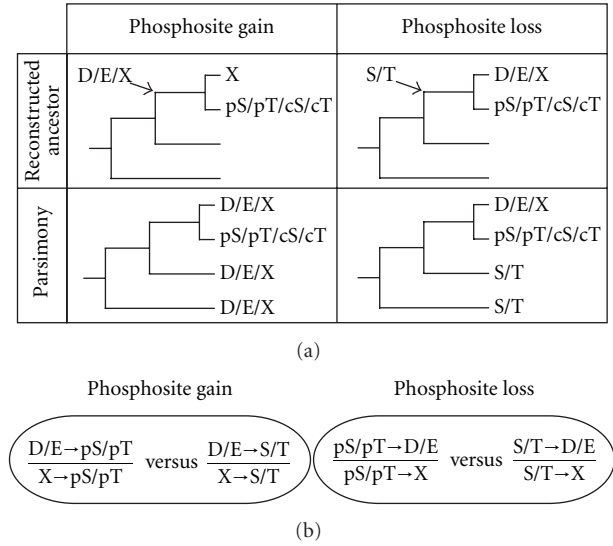 Phosphosite gain
Phosphosite loss
Reconstructed
ancestor
D/E/X
X
pS/pT/cS/cT
S/T
D/E/X
pS/pT/cS/cT
Parsimony
D/E/X
pS/pT/cS/cT
D/E/X
D/E/X
D/E/X
pS/pT/cS/cT
S/T
S/T
(a)
Phosphosite gain
Phosphosite loss
D/E→pS/pT
X→pS/pT
versus
D/E→S/T
X→S/T
pS/pT→D/E
pS/pT→X
versus
S/T→D/E
S/T→X
(b)